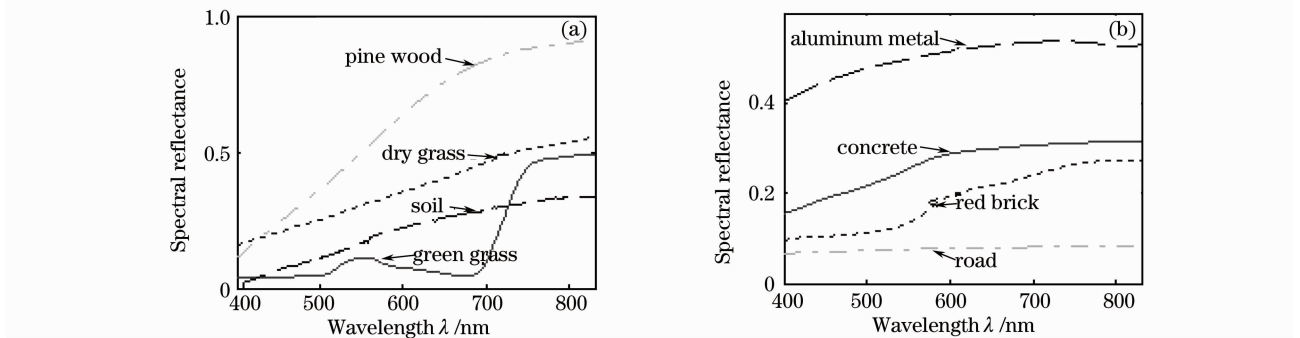 1.0
(a)
pine wood
dry grass
0.5
soil
green grass
0
400 500 600 700 800
Wavelength λ /nm
Spectral reflectance
(b)
aluminum metal
0.4
concrete
0.2
red brick
road
0
400 500 600 700 800
Wavelength λ /nm
Spectral reflectance